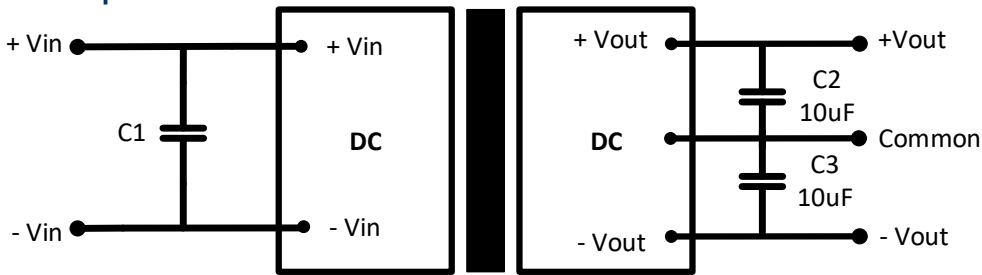 + Vin
+ Vin
C1
DC
- Vin
- Vin
+ Vout
+Vout
C2
10uF
DC
Common
C3
10uF
- Vout
- Vout